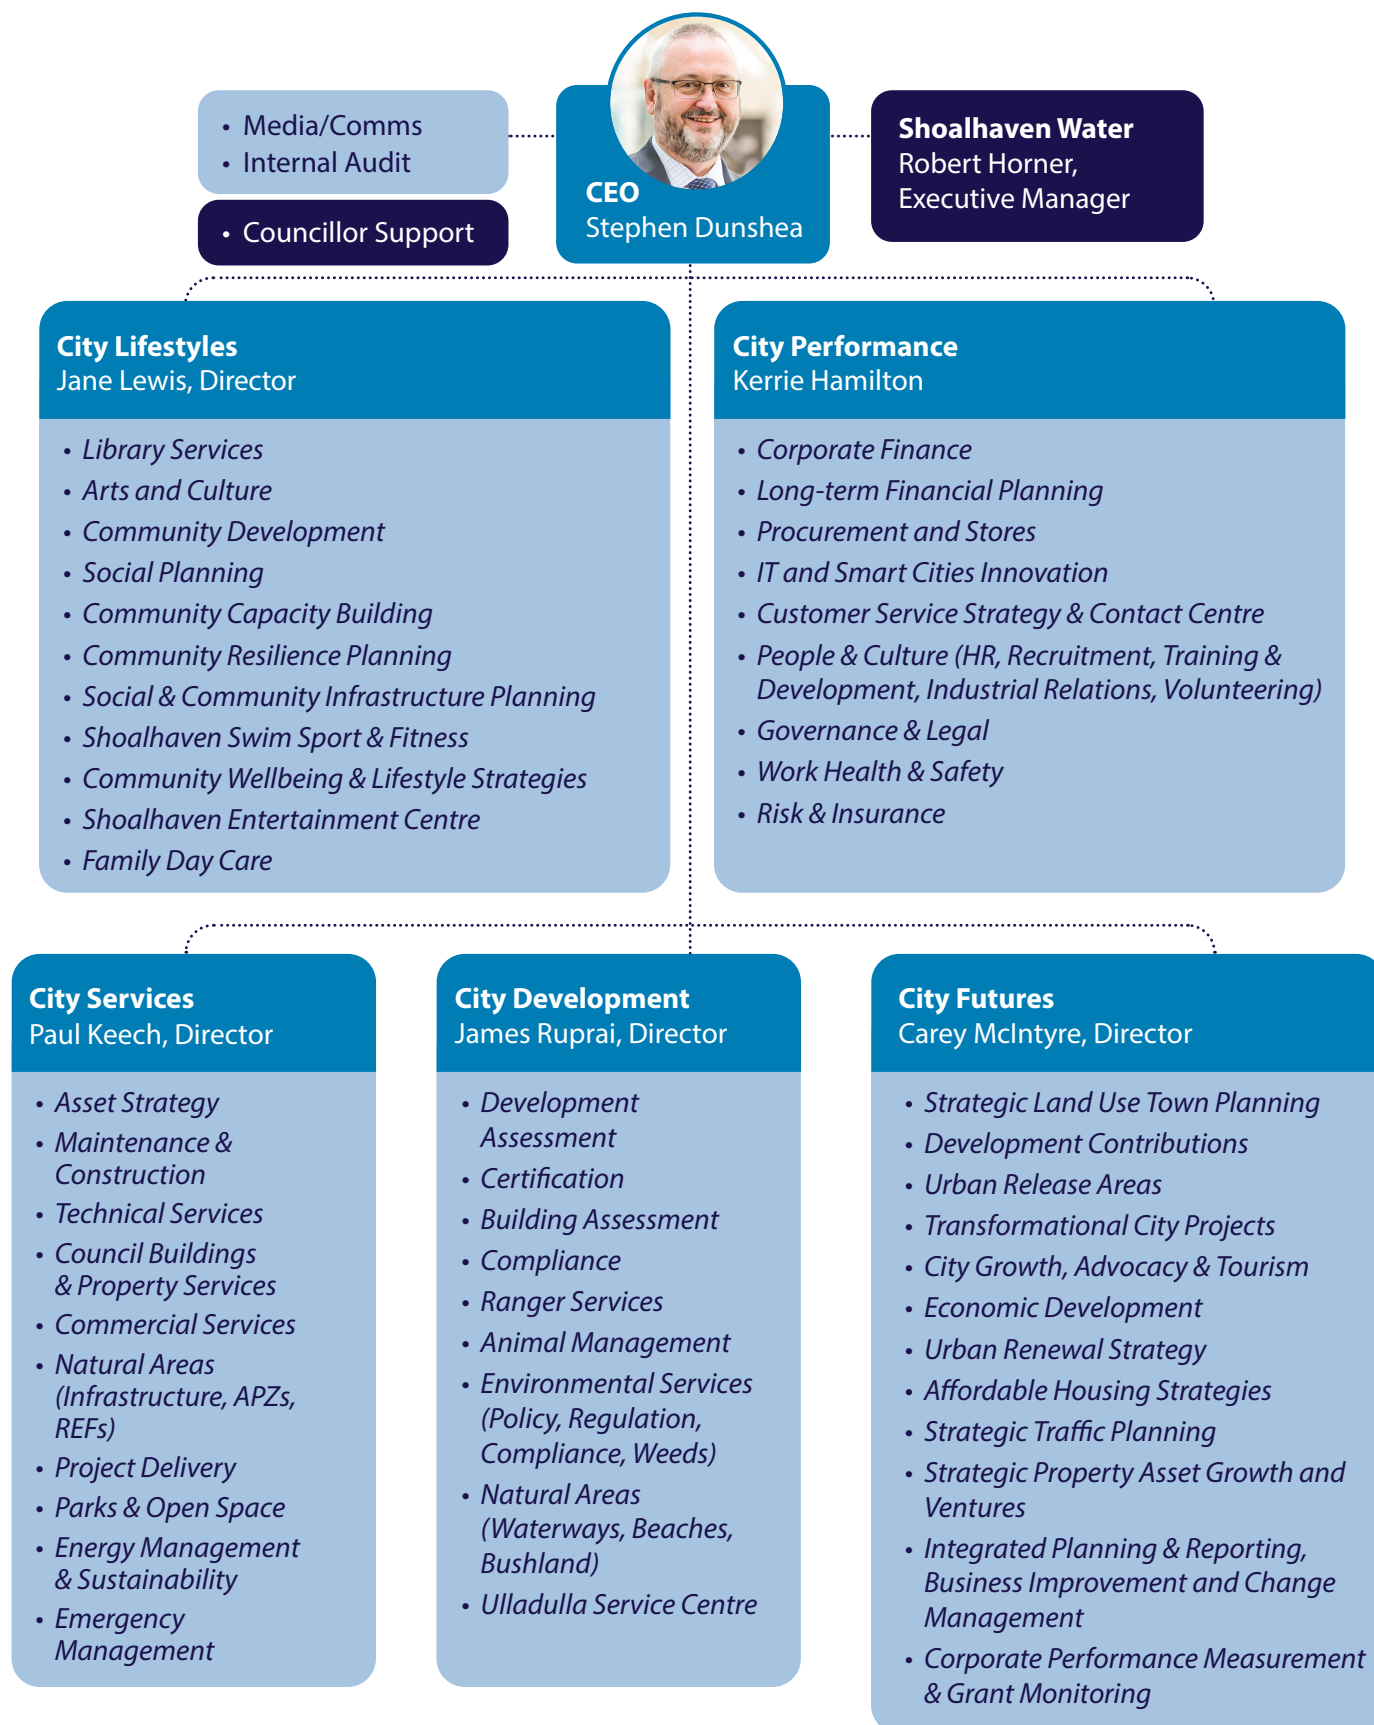 • Media/Comms
• Internal Audit
• Councillor Support
CEO
Stephen Dunshea
Shoalhaven Water
Robert Horner,
Executive Manager
City Lifestyles
Jane Lewis, Director
• Library Services
• Arts and Culture
• Community Development
• Social Planning
• Community Capacity Building
• Community Resilience Planning
• Social & Community Infrastructure Planning
• Shoalhaven Swim Sport & Fitness
• Community Wellbeing & Lifestyle Strategies
• Shoalhaven Entertainment Centre
• Family Day Care
City Performance
Kerrie Hamilton
• Corporate Finance
• Long-term Financial Planning
• Procurement and Stores
• IT and Smart Cities Innovation
• Customer Service Strategy & Contact Centre
• People & Culture (HR, Recruitment, Training &
Development, Industrial Relations, Volunteering)
• Governance & Legal
• Work Health & Safety
• Risk & Insurance
City Services
Paul Keech, Director
• Asset Strategy
• Maintenance &
Construction
• Technical Services
• Council Buildings
& Property Services
• Commercial Services
• Natural Areas
(Infrastructure, APZs,
REFs)
• Project Delivery
• Parks & Open Space
• Energy Management
& Sustainability
• Emergency
Management
City Development
James Ruprai, Director
• Development
Assessment
• Certification
• Building Assessment
• Compliance
• Ranger Services
• Animal Management
• Environmental Services
(Policy, Regulation,
Compliance, Weeds)
• Natural Areas
(Waterways, Beaches,
Bushland)
• Ulladulla Service Centre
City Futures
Carey McIntyre, Director
• Strategic Land Use Town Planning
• Development Contributions
• Urban Release Areas
• Transformational City Projects
• City Growth, Advocacy & Tourism
• Economic Development
• Urban Renewal Strategy
• Affordable Housing Strategies
• Strategic Traffic Planning
• Strategic Property Asset Growth and
Ventures
• Integrated Planning & Reporting,
Business Improvement and Change
Management
• Corporate Performance Measurement
& Grant Monitoring